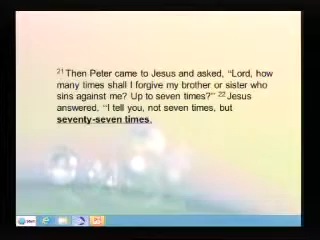 21 Then Peter came to Jesus and asked, "Lord, how
many times shall I forgive my brother or sister who
sins against me? Up to seven times?" 22 Jesus
answered, "I tell you, not seven times, but
seventy-seven times.